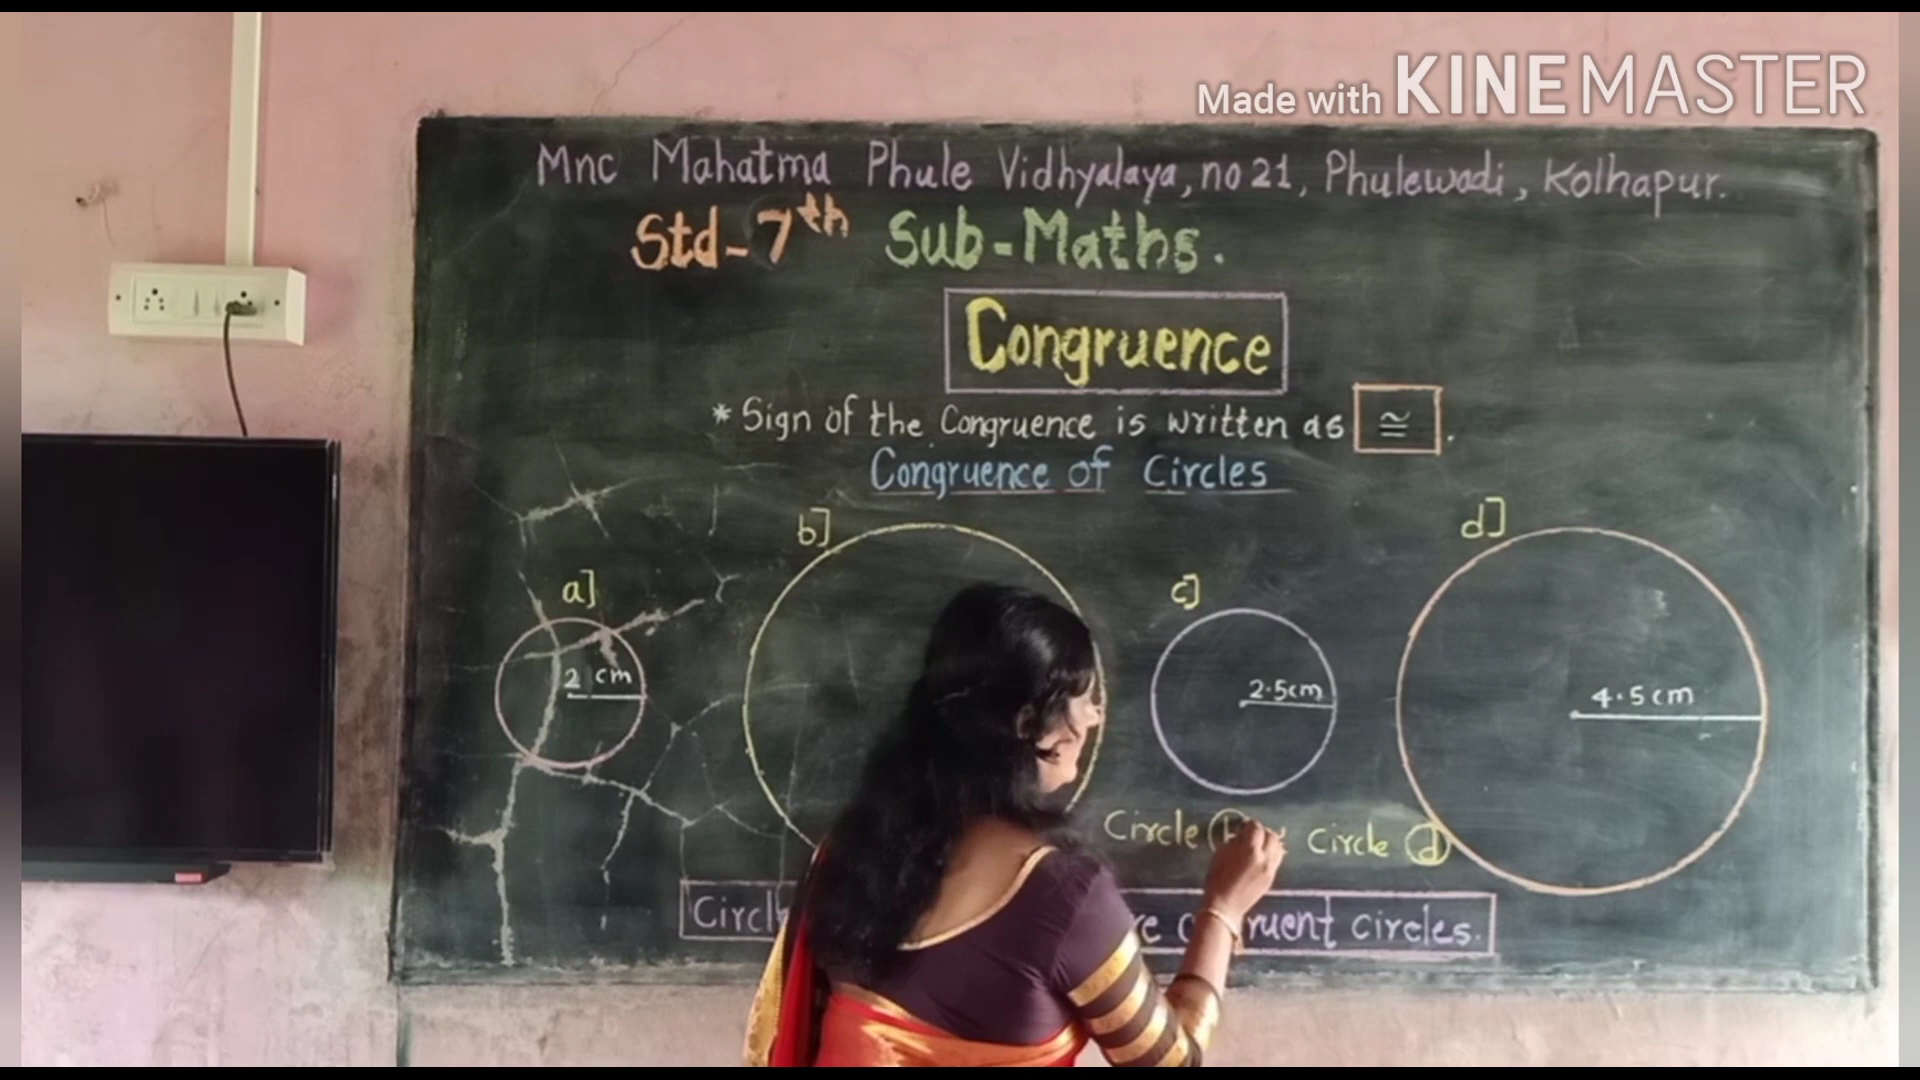 Made with KINEMASTER
Mnc Mahatma Phule Vidhyalaya, no 21, Phulewadi, Kolhapur.
Std-7th Sub-Maths.
Congruence
* Sign of the Congruence is written as ≅.
Congruence of Circles
a]
2 cm
b]
c]
2.5cm
d]
4.5cm
Circle circle d
congruent circles.